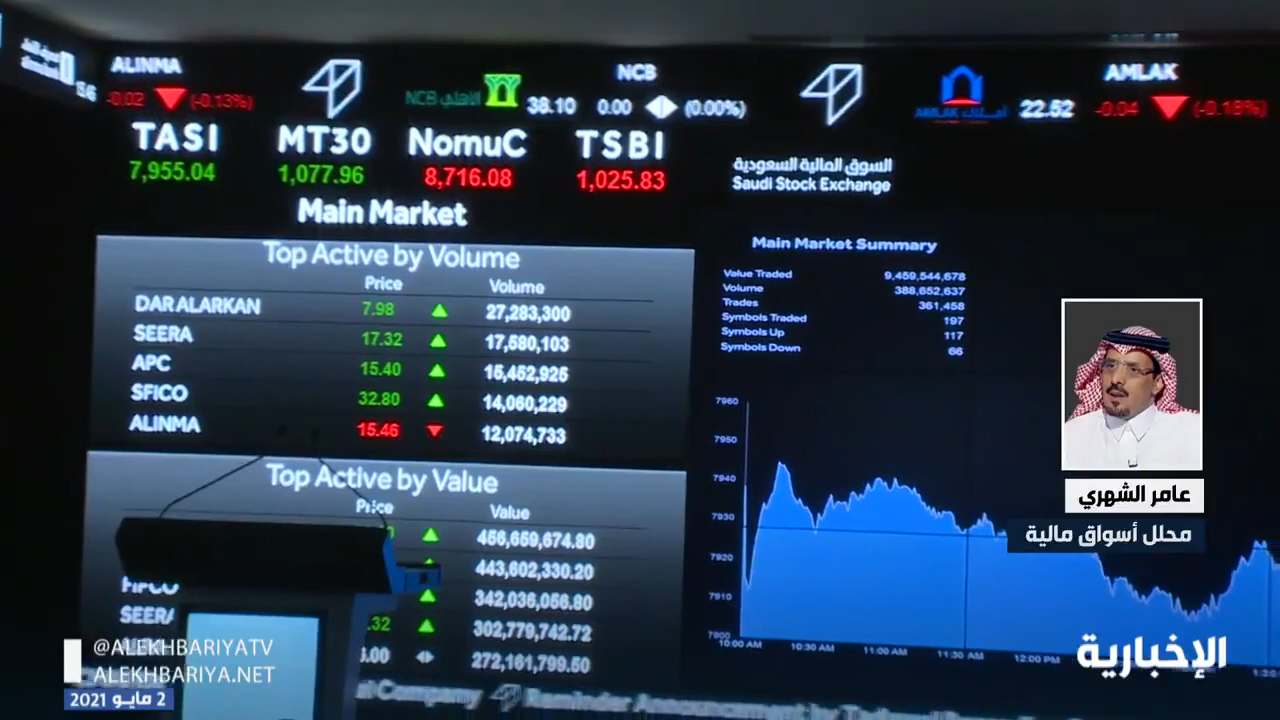 ALINMA
-0.02 (-0.13%)
NCB الأهلي
38.10
NCB
0.00 (0.00%)
AMLAK أملاك
22.52
AMLAK
-0.04 (-0.18%)
TASI MT30 NomuC TSBI
7,955.04 1,077.96 8,716.08 1,025.83
السوق المالية السعودية
Saudi Stock Exchange
Main Market
Top Active by Volume
Price Volume
DAR ALARKAN 7.98 27,283,300
SEERA 17.32 17,580,103
APC 15.40 15,452,925
SFICO 32.80 14,060,229
ALINMA 15.46 12,074,733
Top Active by Value
Price Value
456,659,674.80
443,602,330.20
342,036,056.80
SEERA .32 302,779,742.72
272,161,799.50
Main Market Summary
Value Traded 9,459,544,678
Volume 388,652,637
Trades 361,458
Symbols Traded 197
Symbols Up 117
Symbols Down 66
7960
7950
7940
7930
7920
7910
7900
10:00 AM 10:30 AM 11:00 AM 11:30 AM 12:00 PM
عامر الشهري
محلل أسواق مالية
الإخبارية
@ALEKHBARIYATV
ALEKHBARIYA.NET
2 مايو 2021
Company Reminder Announcement by